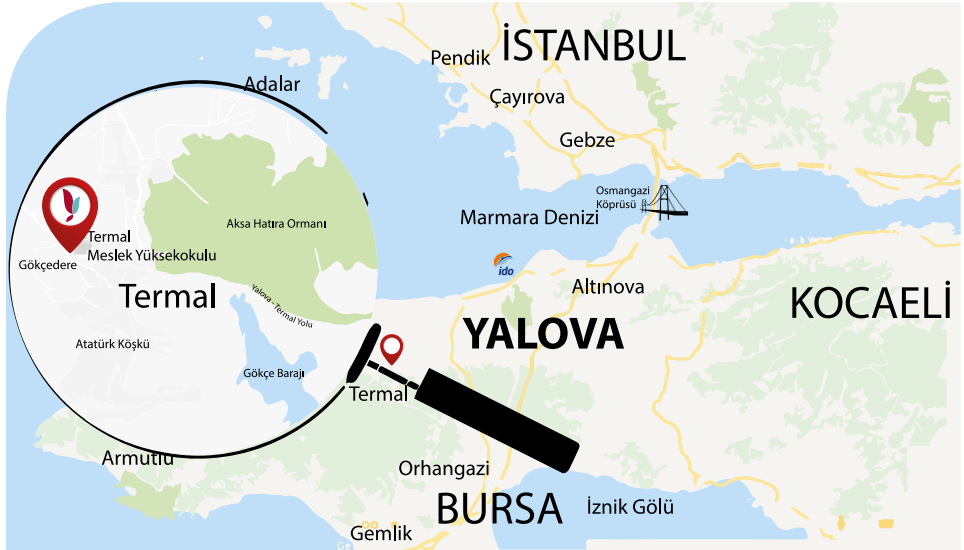 İSTANBUL
Pendik
Adalar
Çayırova
Gebze
Osmangazi
Köprüsü
Marmara Denizi
Aksa Hatıra Ormanı
Termal
Meslek Yüksekokulu
Gökçedere
ido
Altınova
Termal
KOCAELİ
Yalova - Termal Yolu
YALOVA
Atatürk Köşkü
Gökçe Barajı
Termal
Armutlu
Orhangazi
BURSA
İznik Gölü
Gemlik